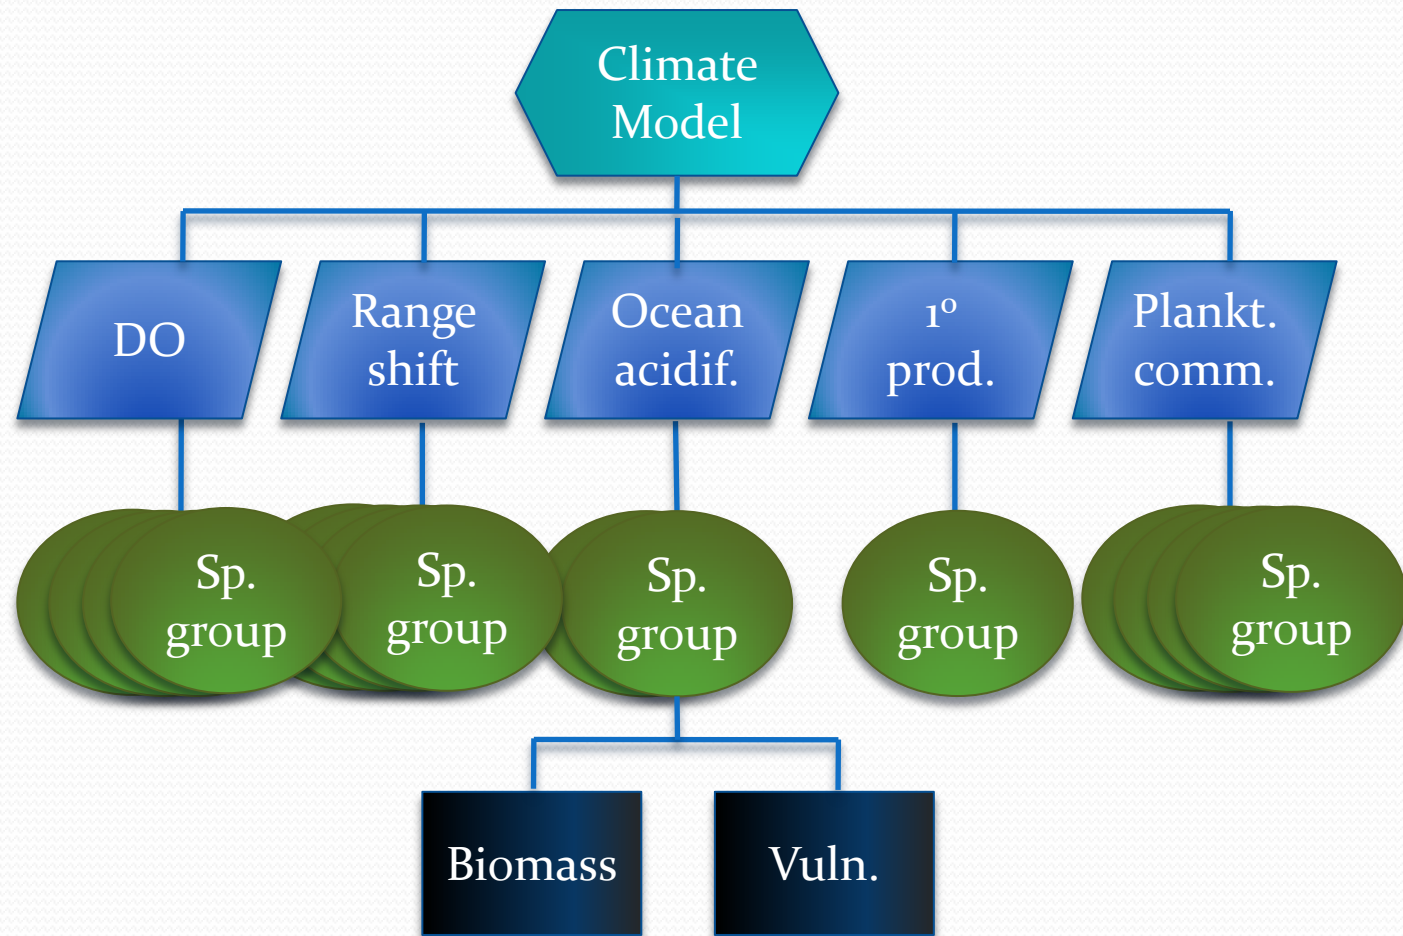 Climate
Model
DO
Range
shift
Ocean
acidif.
1º
prod.
Plankt.
comm.
Sp.
group
Sp.
group
Sp.
group
Sp.
group
Sp.
group
Biomass
Vuln.